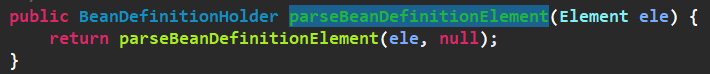 public BeanDefinitionHolder parseBeanDefinitionElement(Element ele) {
    return parseBeanDefinitionElement(ele, null);
}